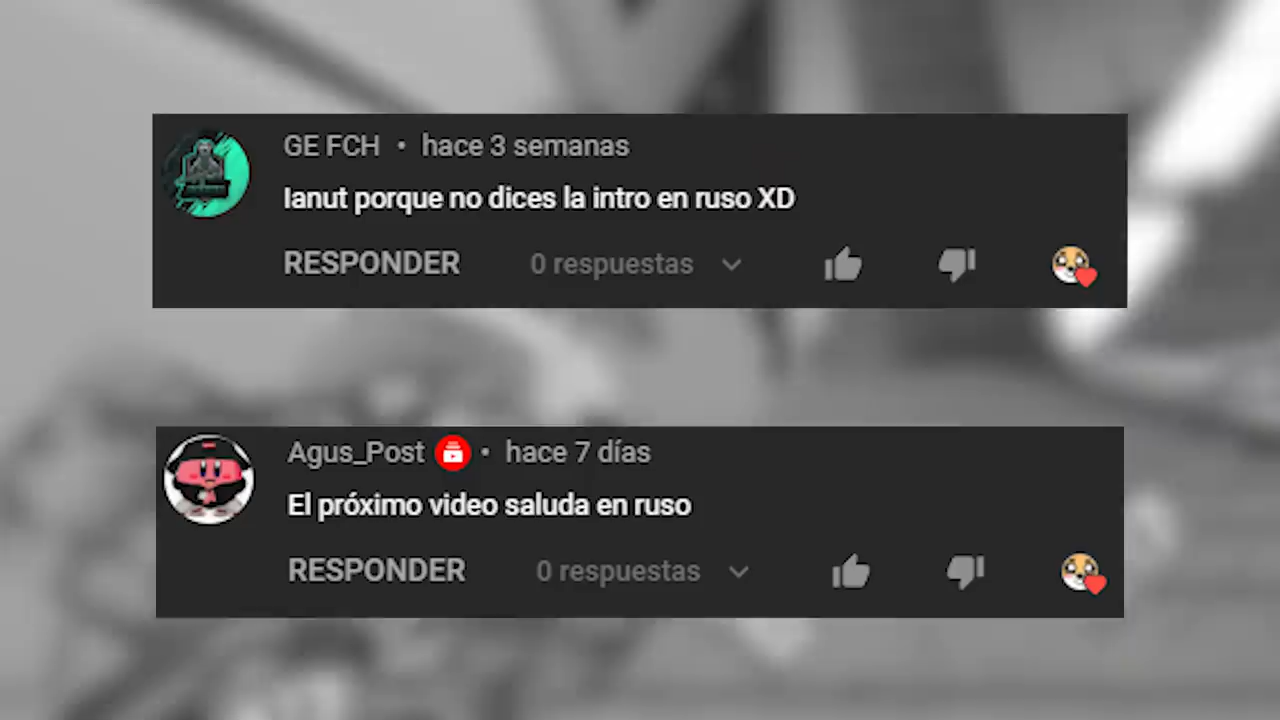 GE FCH • hace 3 semanas
Ianut porque no dices la intro en ruso XD
RESPONDER 0 respuestas
Agus_Post • hace 7 días
El próximo video saluda en ruso
RESPONDER 0 respuestas